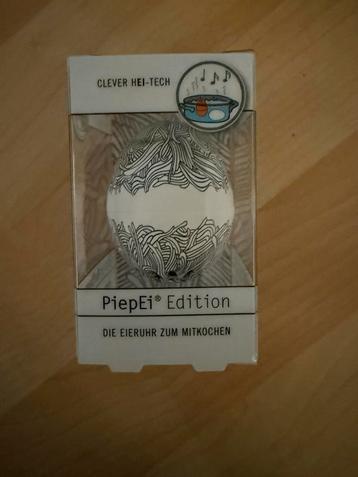 CLEVER HEI-TECH
PiepEi® Edition
DIE EIERUHR ZUM MITKOCHEN